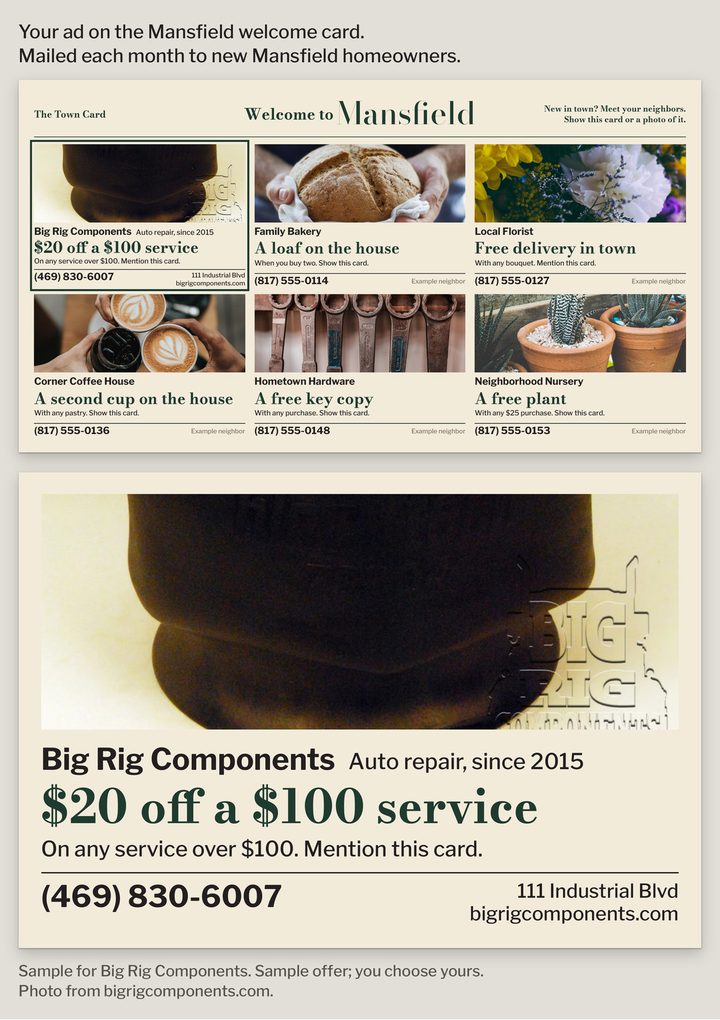 Your ad on the Mansfield welcome card.
Mailed each month to new Mansfield homeowners.
The Town Card
Welcome to Mansfield
New in town? Meet your neighbors.
Show this card or a photo of it.
BIG
RIG
Big Rig Components Auto repair, since 2015
$20 off a $100 service
On any service over $100. Mention this card.
(469) 830-6007
111 Industrial Blvd
bigrigcomponents.com
Family Bakery
A loaf on the house
When you buy two. Show this card.
(817) 555-0114
Example neighbor
Local Florist
Free delivery in town
With any bouquet. Mention this card.
(817) 555-0127
Example neighbor
Corner Coffee House
A second cup on the house
With any pastry. Show this card.
(817) 555-0136
Example neighbor
Hometown Hardware
A free key copy
With any purchase. Show this card.
(817) 555-0148
Example neighbor
Neighborhood Nursery
A free plant
With any $25 purchase. Show this card.
(817) 555-0153
Example neighbor
BIG
RIG
COMPONENTS
Big Rig Components Auto repair, since 2015
$20 off a $100 service
On any service over $100. Mention this card.
(469) 830-6007
111 Industrial Blvd
bigrigcomponents.com
Sample for Big Rig Components. Sample offer; you choose yours.
Photo from bigrigcomponents.com.